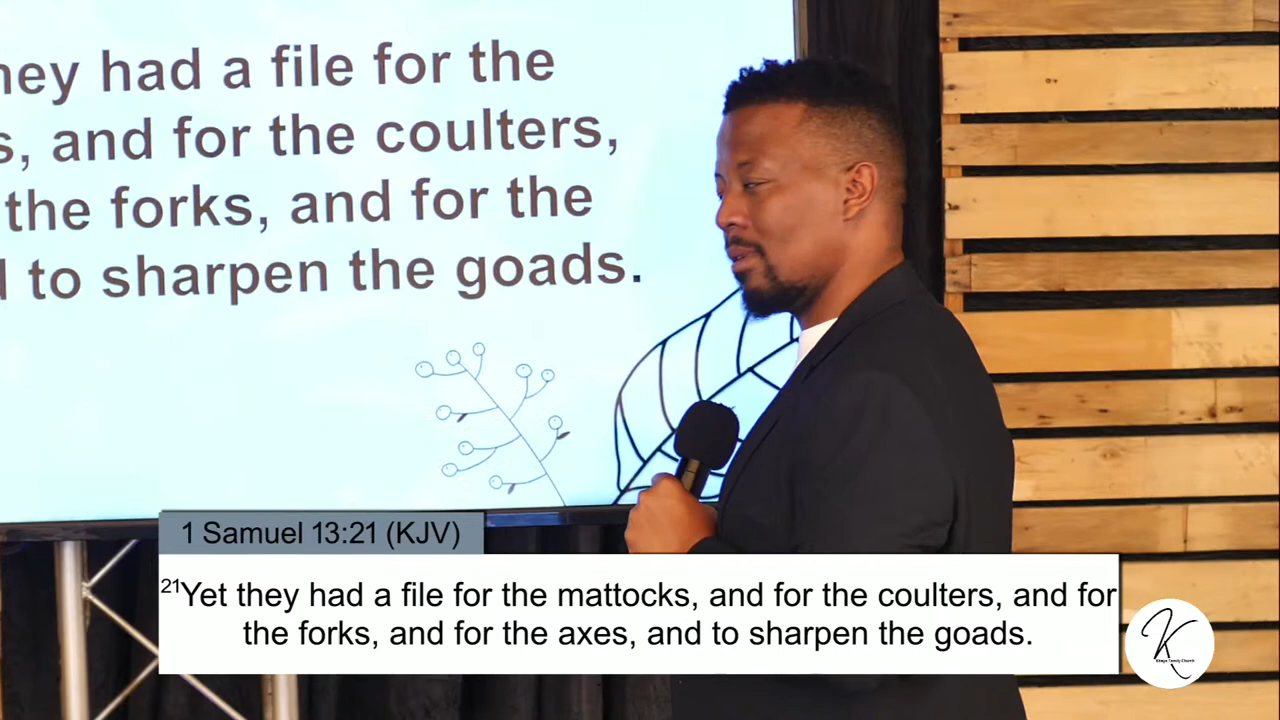 hey had a file for the
s, and for the coulters,
the forks, and for the
d to sharpen the goads.
1 Samuel 13:21 (KJV)
21Yet they had a file for the mattocks, and for the coulters, and for
the forks, and for the axes, and to sharpen the goads.
K
Family Church